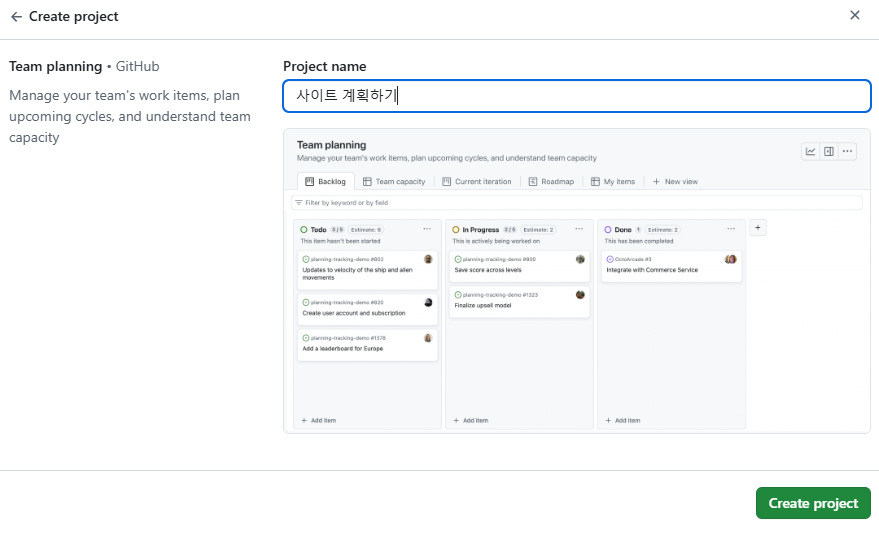 Create project
Team planning • GitHub
Manage your team's work items, plan
upcoming cycles, and understand team
capacity
Project name
사이트 계획하기
Team planning
Manage your team's work items, plan upcoming cycles, and understand team capacity
Backlog Team capacity Current iteration Roadmap My items + New view
Filter by keyword or by field
Todo Estimate: 8
This item hasn't been started
planning-tracking-demo #802
Updates to velocity of the ship and alien
movements
planning-tracking-demo #820
Create user account and subscription
planning-tracking-demo #1378
Add a leaderboard for Europe
+ Add item
In Progress Estimate: 2
This is actively being worked on
planning-tracking-demo #800
Save score across levels
planning-tracking-demo #1323
Finalize upsell model
+ Add item
Done 1 Estimate: 2
This has been completed
OctoArcade #3
Integrate with Commerce Service
+ Add item
Create project